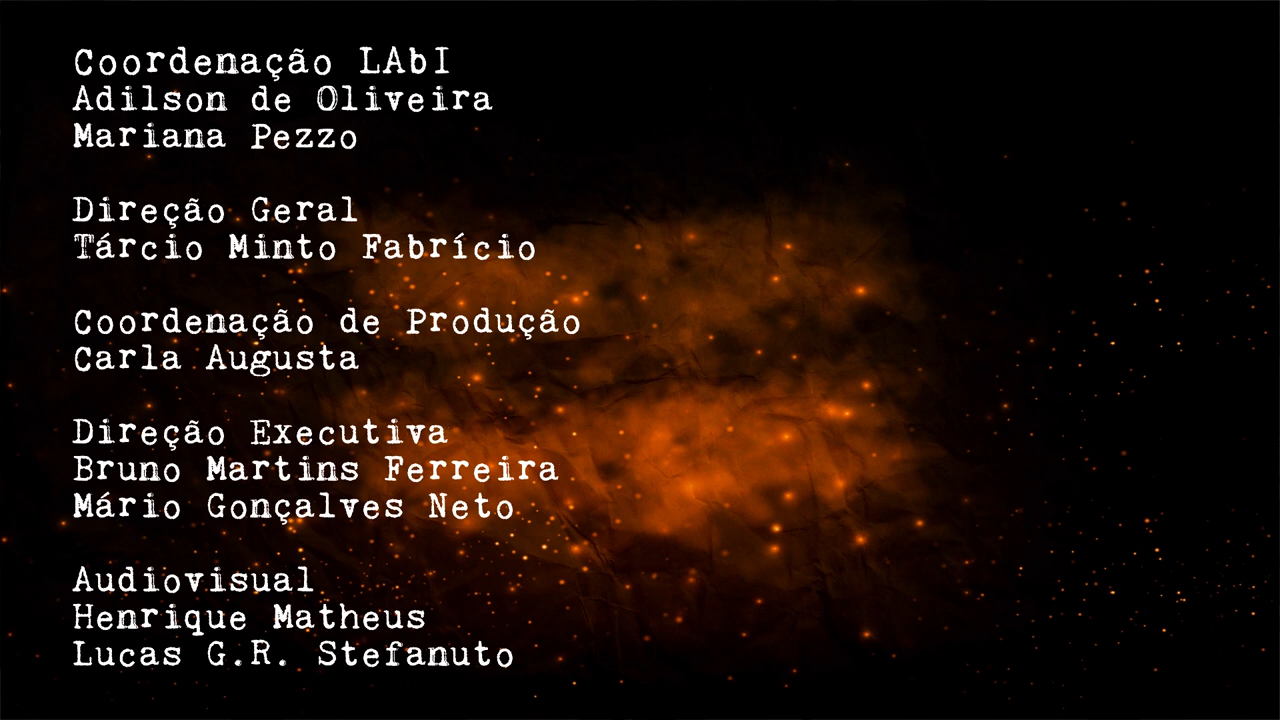 Coordenação LAbI
Adilson de Oliveira
Mariana Pezzo
Direção Geral
Tárcio Minto Fabrício
Coordenação de Produção
Carla Augusta
Direção Executiva
Bruno Martins Ferreira
Mário Gonçalves Neto
Audiovisual
Henrique Matheus
Lucas G.R. Stefanuto